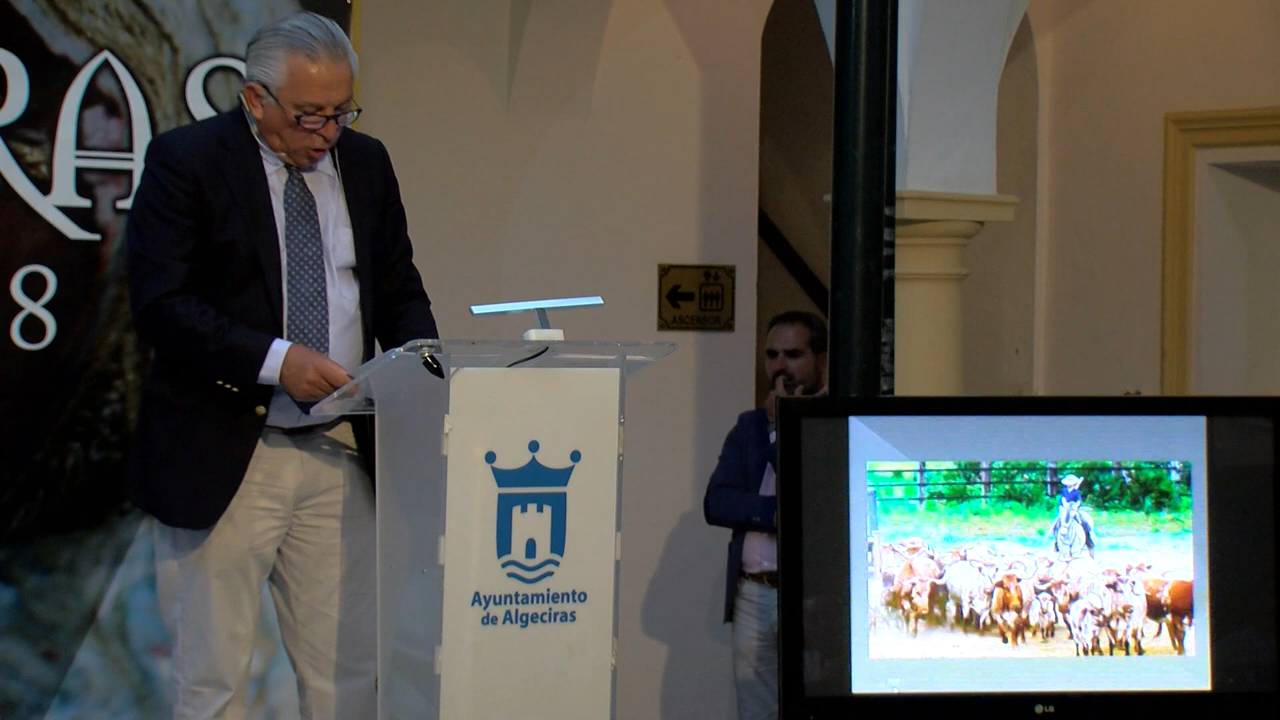 RAS
8
ASCENSOR
Ayuntamiento
de Algeciras
LG